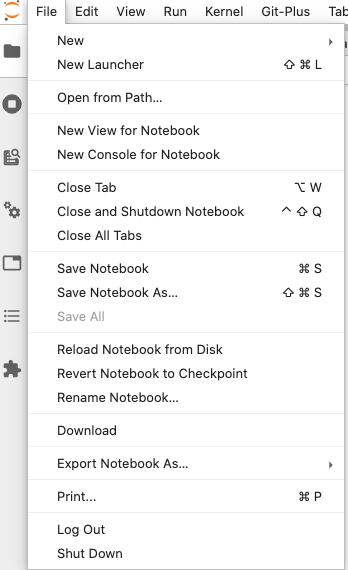 File Edit View Run Kernel Git-Plus Tab
New
New Launcher ⇧ ⌘ L
Open from Path…
New View for Notebook
New Console for Notebook
Close Tab ⌥ W
Close and Shutdown Notebook ⌃ ⇧ Q
Close All Tabs
Save Notebook ⌘ S
Save Notebook As… ⇧ ⌘ S
Save All
Reload Notebook from Disk
Revert Notebook to Checkpoint
Rename Notebook…
Download
Export Notebook As…
Print... ⌘ P
Log Out
Shut Down